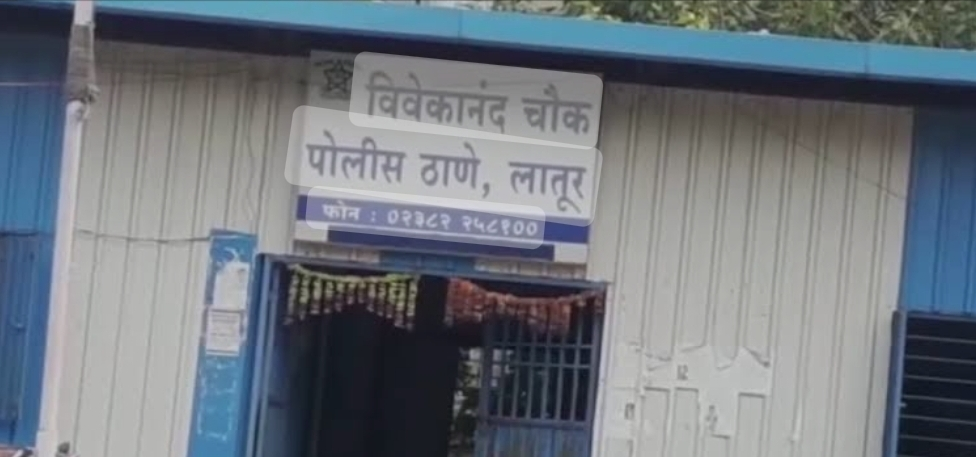 विवेकानंद चौक
पोलीस ठाणे, लातूर
फोन : ०२३८२ २५८१००